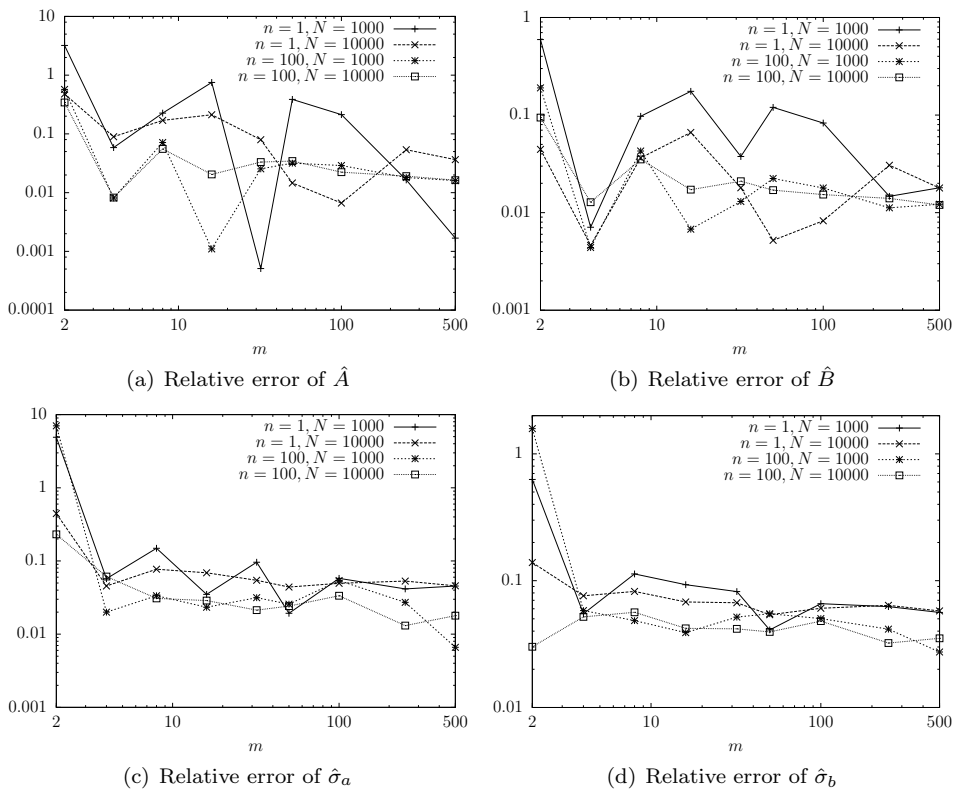 10
1
0.1
0.01
0.001
0.0001
2
10
100
500
m
n = 1, N = 1000
n = 1, N = 10000
n = 100, N = 1000
n = 100, N = 10000
(a) Relative error of Â
1
0.1
0.01
0.001
2
10
100
500
m
n = 1, N = 1000
n = 1, N = 10000
n = 100, N = 1000
n = 100, N = 10000
(b) Relative error of B̂
10
1
0.1
0.01
0.001
2
10
100
500
m
n = 1, N = 1000
n = 1, N = 10000
n = 100, N = 1000
n = 100, N = 10000
(c) Relative error of σ̂ₐ
1
0.1
0.01
2
10
100
500
m
n = 1, N = 1000
n = 1, N = 10000
n = 100, N = 1000
n = 100, N = 10000
(d) Relative error of σ̂_b